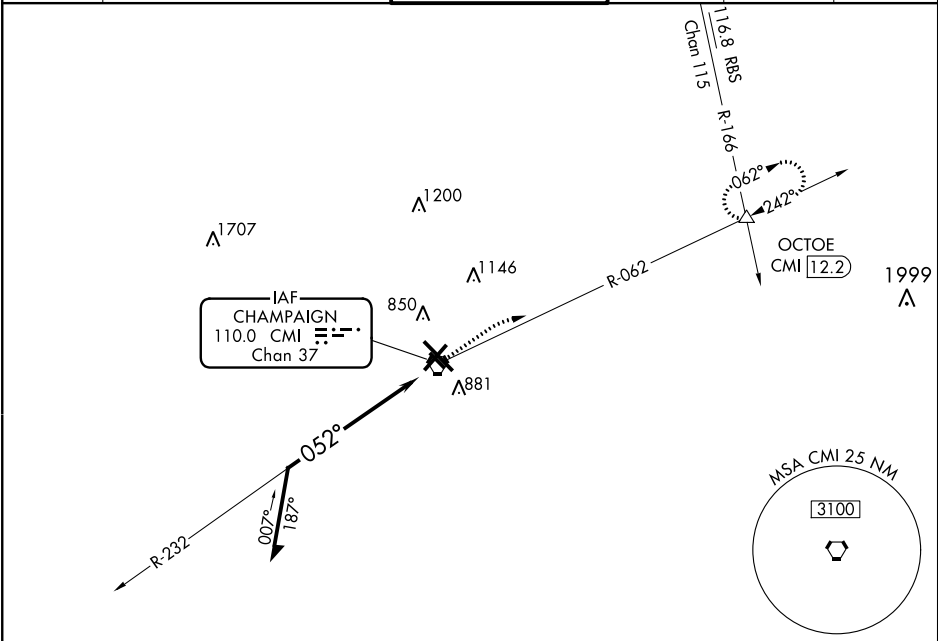 116.8 RBS
Chan 115
R-166
062°
242°
1200
1707
OCTOE
CMI 12.2
R-062
1146
1999
IAF
CHAMPAIGN
110.0 CMI
Chan 37
850
881
052°
MSA CMI 25 NM
3100
007°
187°
R-232